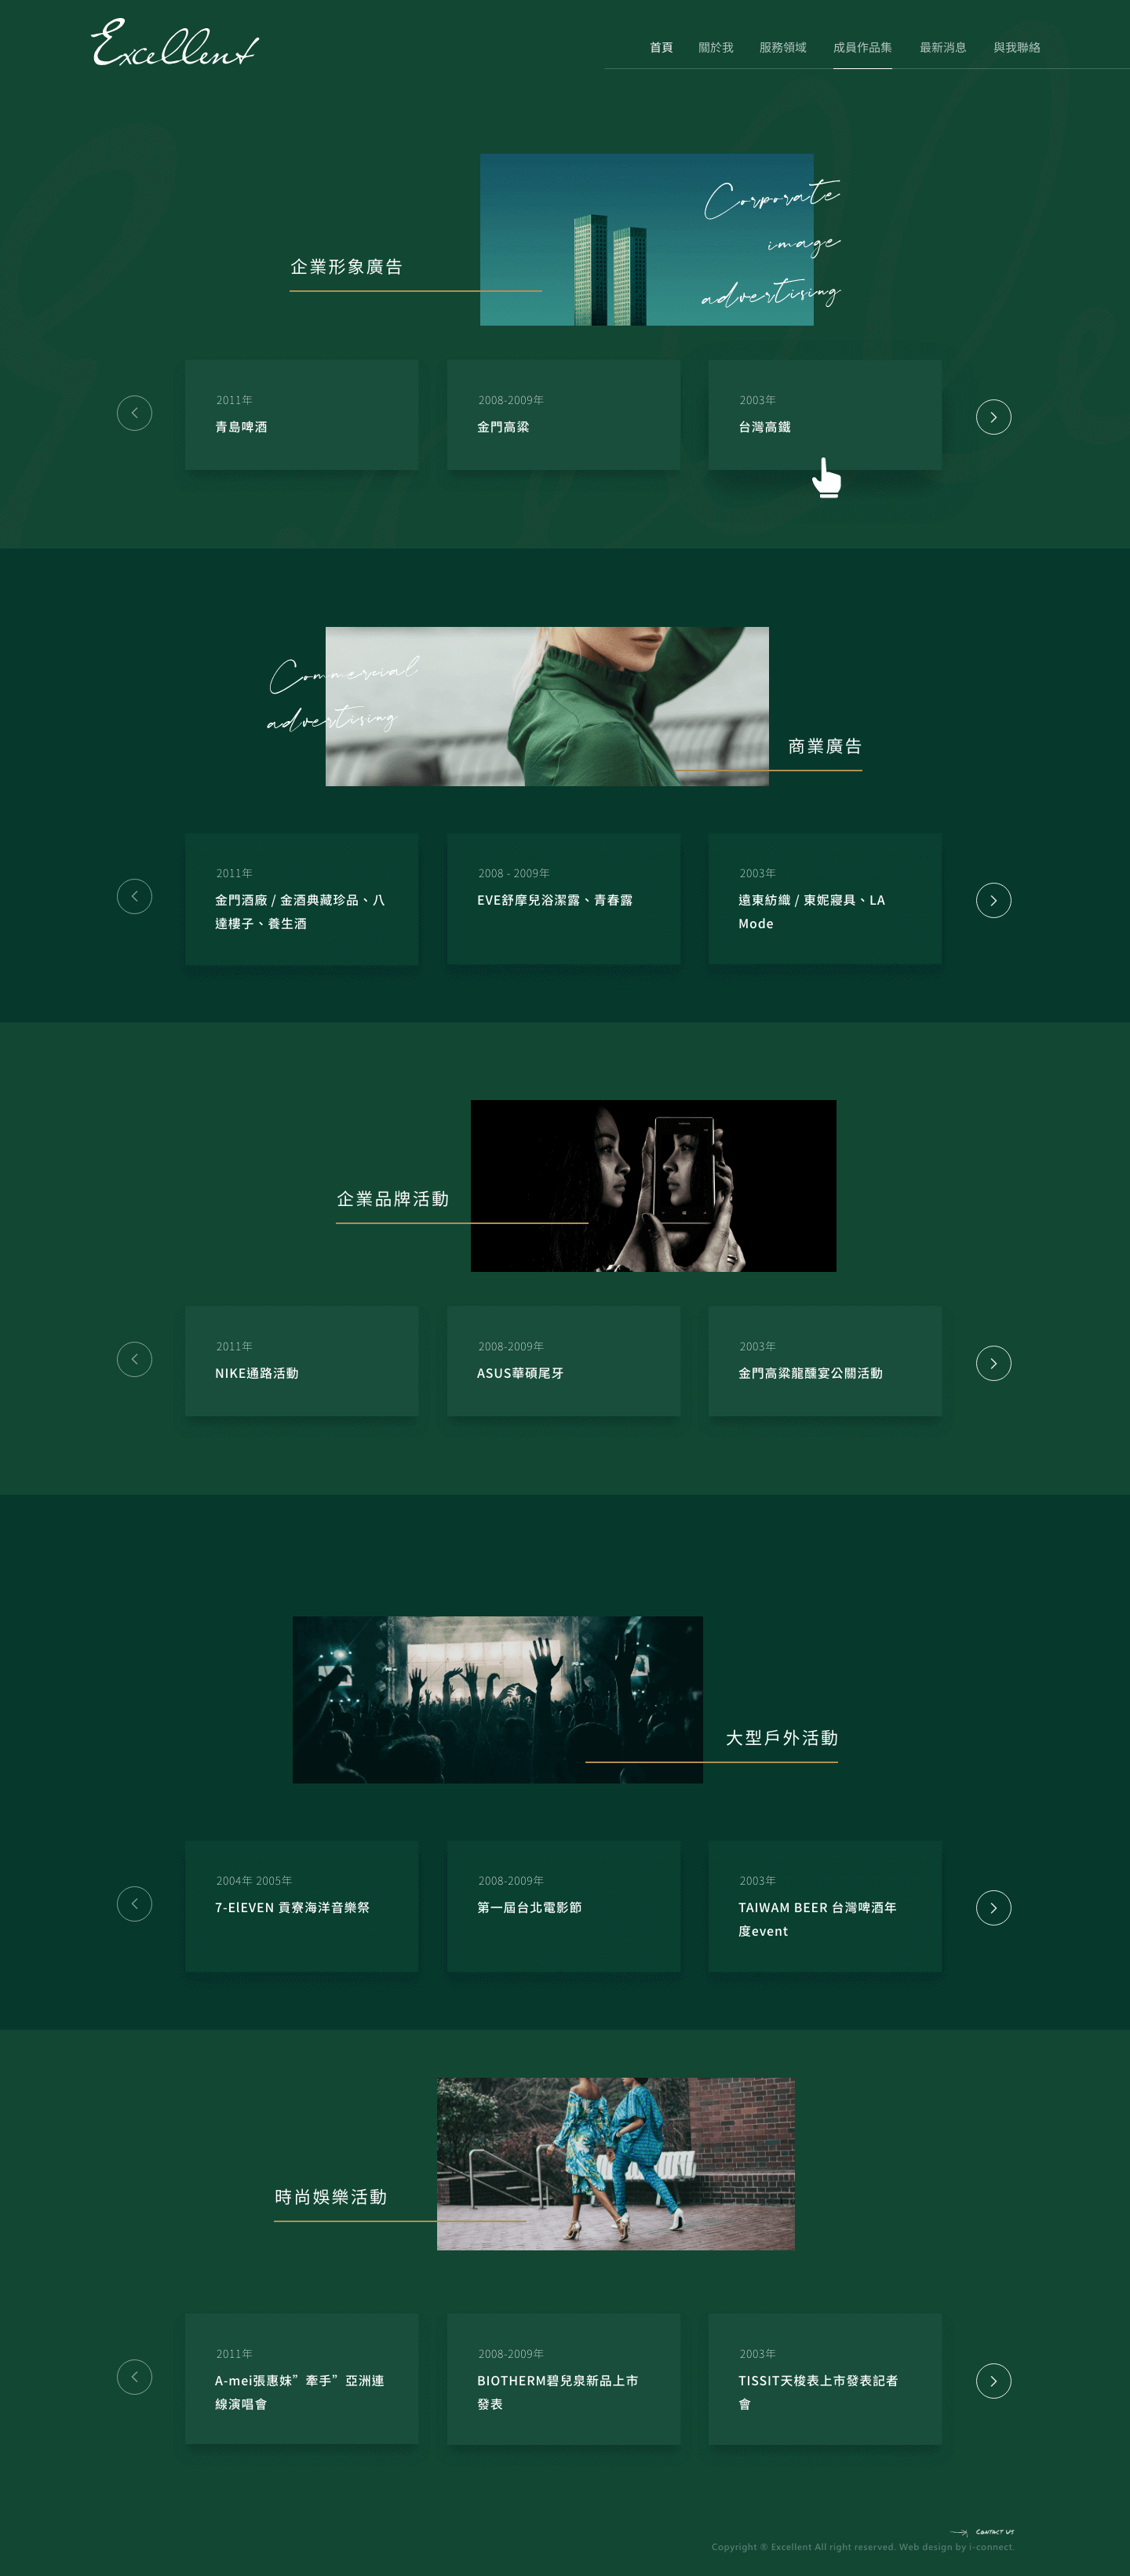 Excellent
首頁 關於我 服務領域 成員作品集 最新消息 與我聯絡
Corporate
image
advertising
企業形象廣告
2011年
青島啤酒
2008-2009年
金門高粱
2003年
台灣高鐵
Commercial
advertising
商業廣告
2011年
金門酒廠 / 金酒典藏珍品、八
達樓子、養生酒
2008 - 2009年
EVE舒摩兒浴潔露、青春露
2003年
遠東紡織 / 東妮寢具、LA
Mode
企業品牌活動
2011年
NIKE通路活動
2008-2009年
ASUS華碩尾牙
2003年
金門高粱龍醺宴公關活動
大型戶外活動
2004年 2005年
7-ElEVEN 貢寮海洋音樂祭
2008-2009年
第一屆台北電影節
2003年
TAIWAM BEER 台灣啤酒年
度event
時尚娛樂活動
2011年
A-mei張惠妹”牽手”亞洲連
線演唱會
2008-2009年
BIOTHERM碧兒泉新品上市
發表
2003年
TISSIT天梭表上市發表記者
會
Contact us
Copyright ® Excellent All right reserved. Web design by i-connect.